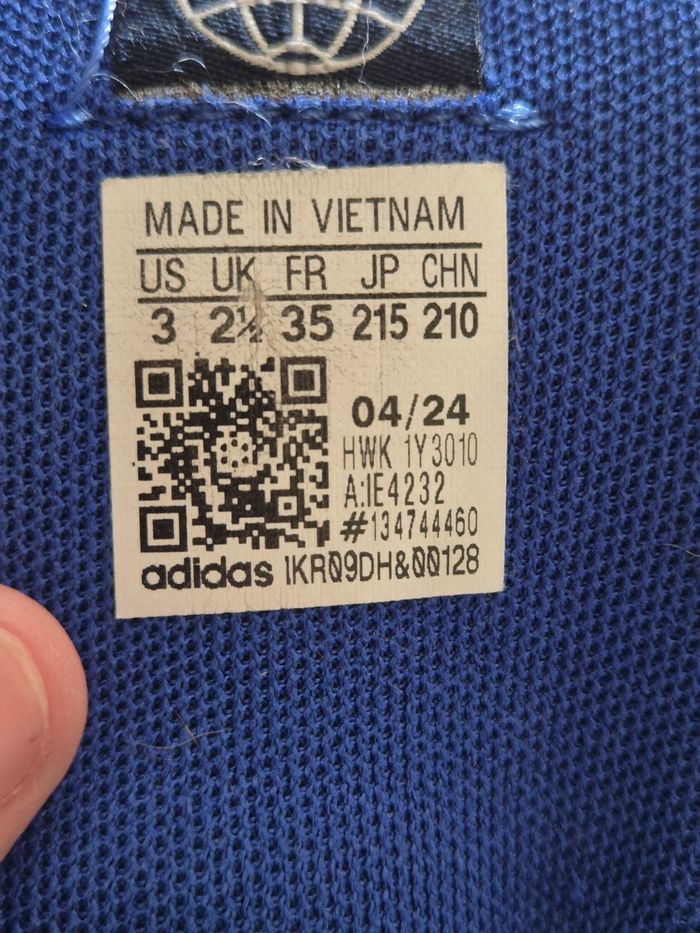 MADE IN VIETNAM
US UK FR JP CHN
3 2½ 35 215 210
04/24
HWK 1Y3010
A:IE4232
#134744460
adidas 1KR09DH&00128